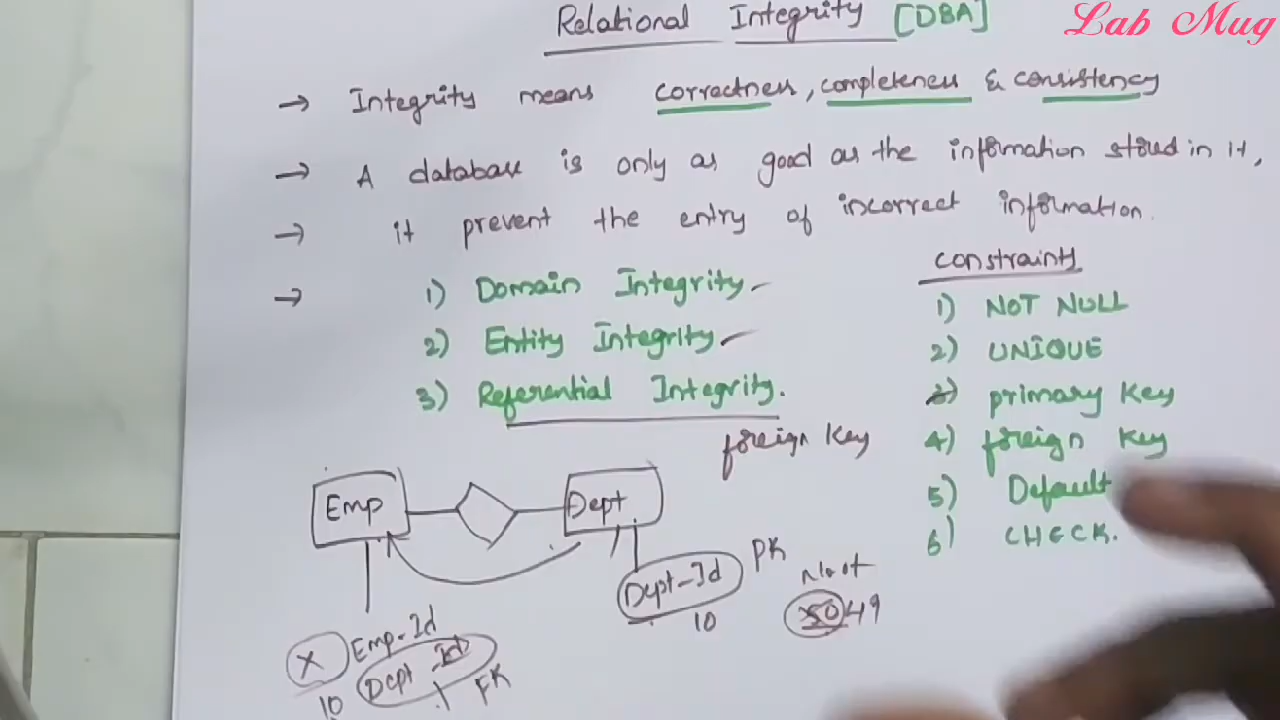 Relational Integrity [DBA]
Lab Mug
→ Integrity means correctness, completeness & consistency
→ A database is only as good as the information stored in it,
→ it prevent the entry of incorrect information.
→ 1) Domain Integrity
2) Entity Integrity
3) Referential Integrity.
constraints
1) NOT NULL
2) UNIQUE
3) primary Key
4) foreign Key
5) Default
6) CHECK.
foreign Key
Emp
Dept
Dept-Id PK
10
50 49
X Emp-Id
10 Dept-Id FK